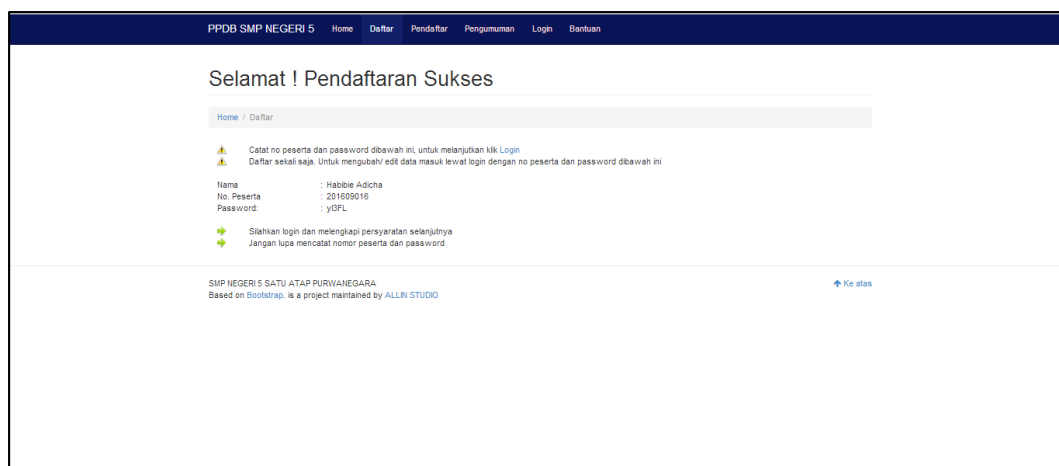 PPDB SMP NEGERI 5 Home Daftar Pendaftar Pengumuman Login Bantuan
Selamat ! Pendaftaran Sukses
Home / Daftar
Catat no peserta dan password dibawah ini, untuk melanjutkan klik Login
Daftar sekali saja. Untuk mengubah/ edit data masuk lewat login dengan no peserta dan password dibawah ini
Nama : Habibie Adicha
No. Peserta : 201609016
Password: : yl3FL
Silahkan login dan melengkapi persyaratan selanjutnya
Jangan lupa mencatat nomor peserta dan password
SMP NEGERI 5 SATU ATAP PURWANEGARA Ke atas
Based on Bootstrap. is a project maintained by ALLIN STUDIO